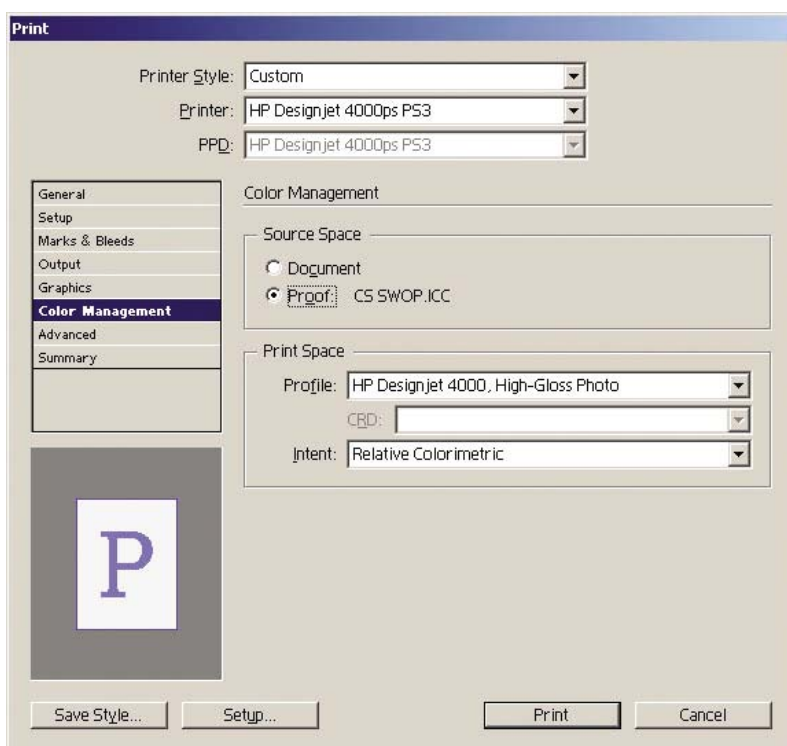 Print
Printer Style: Custom
Printer: HP Designjet 4000ps PS3
PPD: HP Designjet 4000ps PS3
General
Setup
Marks & Bleeds
Output
Graphics
Color Management
Advanced
Summary
Color Management
Source Space
Document
Proof: CS SWOP.ICC
Print Space
Profile: HP Designjet 4000, High-Gloss Photo
CRD:
Intent: Relative Colorimetric
P
Save Style...
Setup...
Print
Cancel